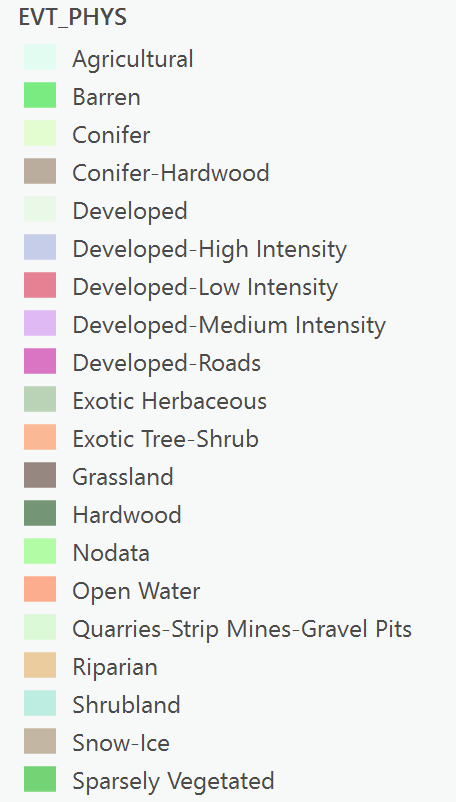 EVT_PHYS
Agricultural
Barren
Conifer
Conifer-Hardwood
Developed
Developed-High Intensity
Developed-Low Intensity
Developed-Medium Intensity
Developed-Roads
Exotic Herbaceous
Exotic Tree-Shrub
Grassland
Hardwood
Nodata
Open Water
Quarries-Strip Mines-Gravel Pits
Riparian
Shrubland
Snow-Ice
Sparsely Vegetated